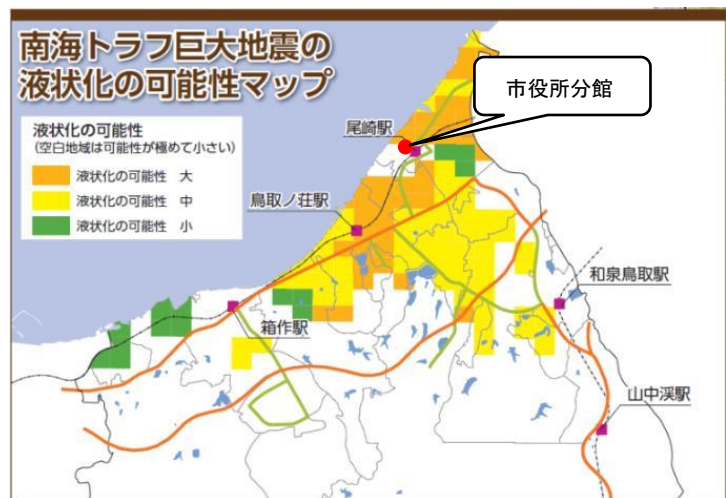 南海トラフ巨大地震の
液状化の可能性マップ
液状化の可能性
(空白地域は可能性が極めて小さい)
液状化の可能性 大
液状化の可能性 中
液状化の可能性 小
市役所分館
尾崎駅
鳥取ノ荘駅
和泉鳥取駅
箱作駅
山中渓駅